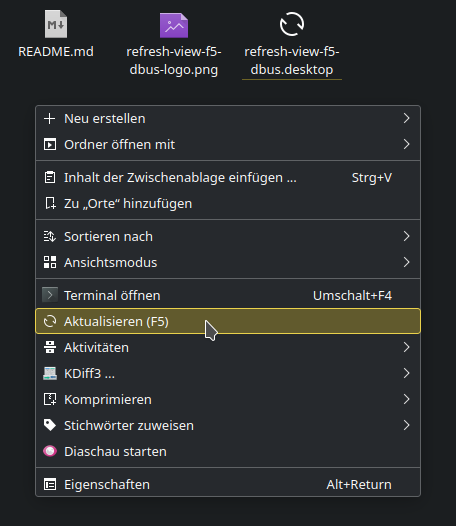 README.md
refresh-view-f5-
dbus-logo.png
refresh-view-f5-
dbus.desktop
Neu erstellen
Ordner öffnen mit
Inhalt der Zwischenablage einfügen ... Strg+V
Zu „Orte“ hinzufügen
Sortieren nach
Ansichtsmodus
Terminal öffnen Umschalt+F4
Aktualisieren (F5)
Aktivitäten
KDiff3 ...
Komprimieren
Stichwörter zuweisen
Diaschau starten
Eigenschaften Alt+Return